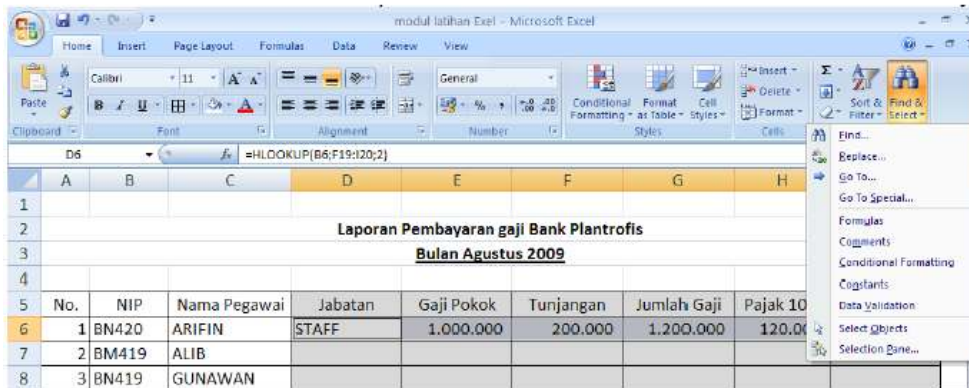 modul latihan Exel - Microsoft Excel
Home Insert Page Layout Formulas Data Review View
Calibri 11 A A General Insert
Delete
Paste B I U A % , Conditional Formatting Format as Table Cell Styles Format Sort & Filter Find & Select
Clipboard Font Alignment Number Styles Cells
D6 fx =HLOOKUP(B6;F19:I20;2)
Find...
Replace...
Go To...
Go To Special...
Formulas
Comments
Conditional Formatting
Constants
Data Validation
Select Objects
Selection Pane...
A B C D E F G H
1
2 Laporan Pembayaran gaji Bank Plantrofis
3 Bulan Agustus 2009
4
5 No. NIP Nama Pegawai Jabatan Gaji Pokok Tunjangan Jumlah Gaji Pajak 10
6 1 BN420 ARIFIN STAFF 1.000.000 200.000 1.200.000 120.00
7 2 BM419 ALIB
8 3 BN419 GUNAWAN